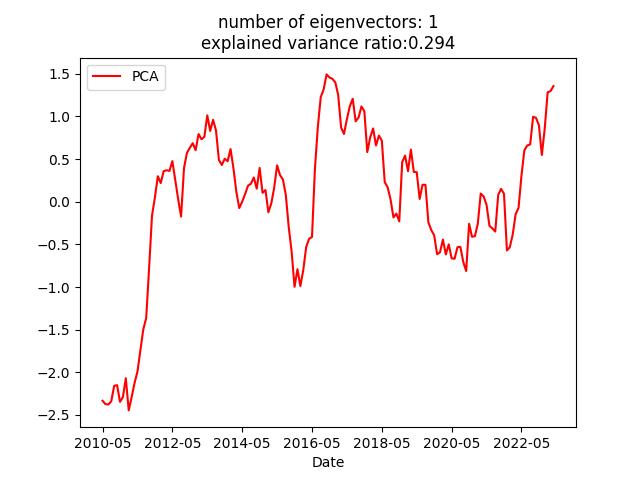 number of eigenvectors: 1
explained variance ratio:0.294
PCA
1.5
1.0
0.5
0.0
−0.5
−1.0
−1.5
−2.0
−2.5
2010-05 2012-05 2014-05 2016-05 2018-05 2020-05 2022-05
Date